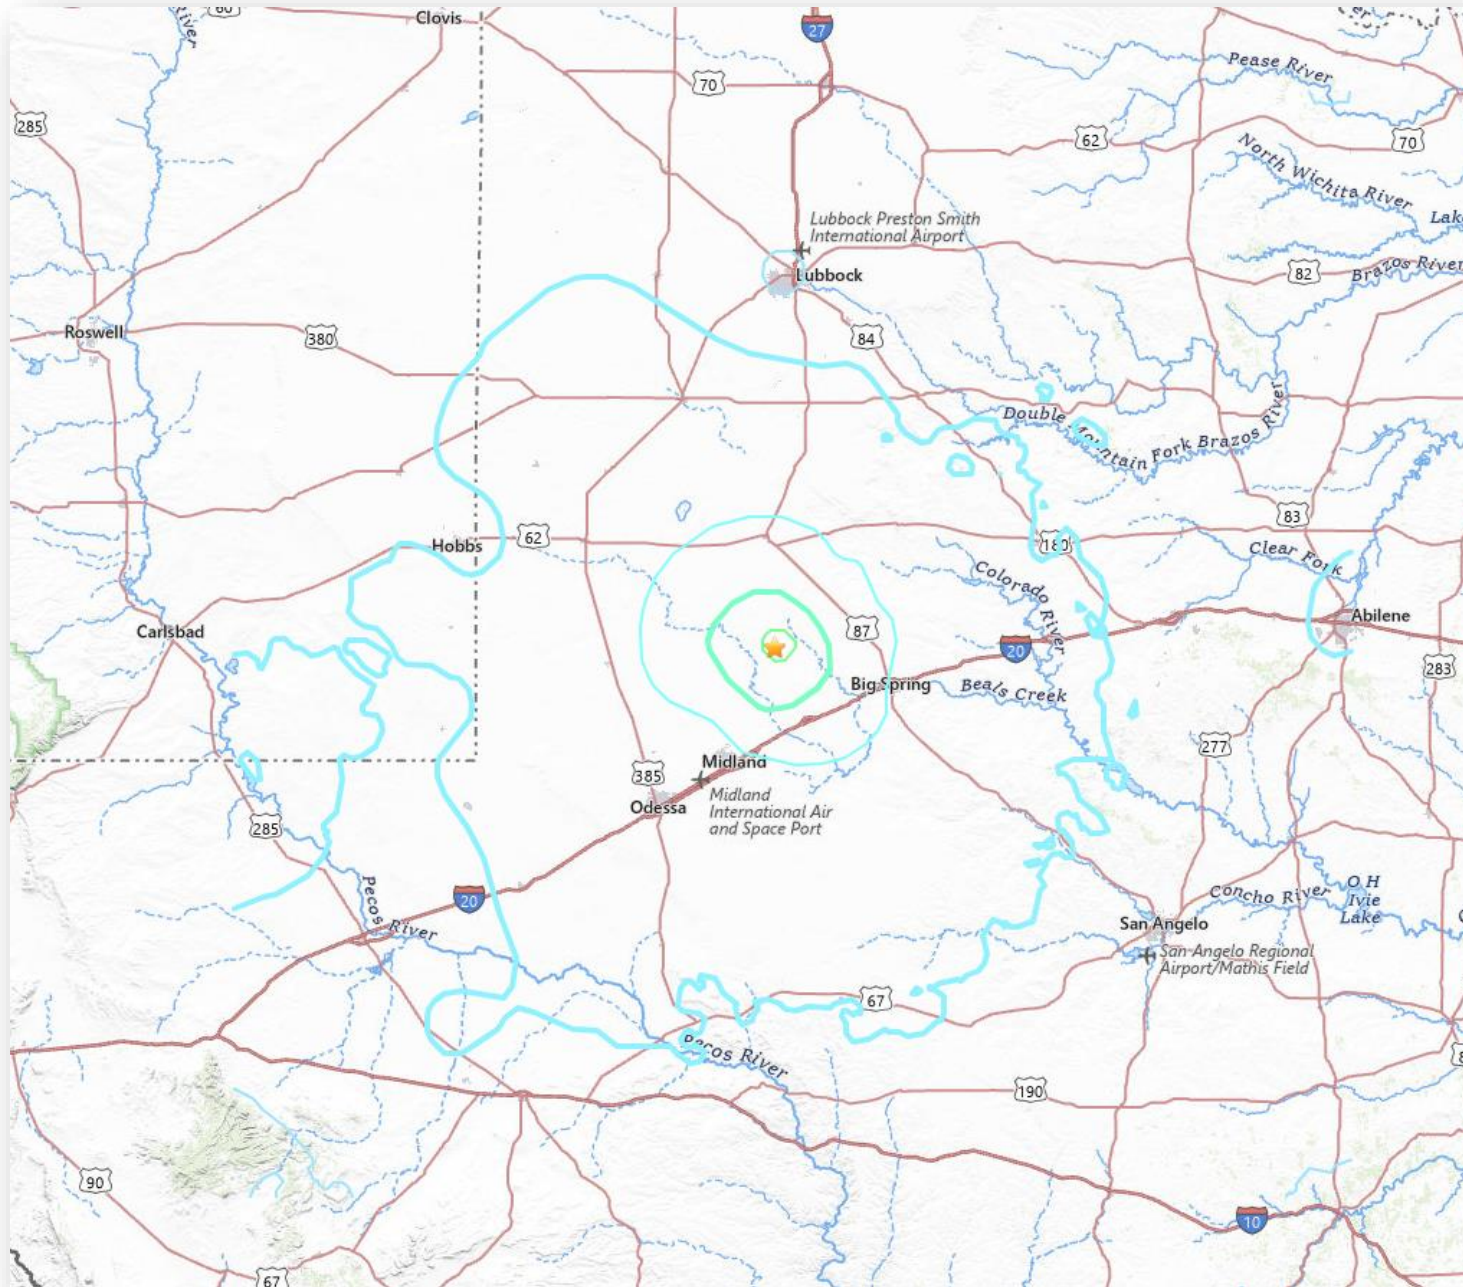 60
River
Clovis
27
Pease River
285
70
62
70
North Wichita River
Lubbock Preston Smith
International Airport
Lubbock
82
Brazos River
Roswell
380
84
Double Mountain Fork Brazos River
83
Hobbs
62
180
Clear Fork
Colorado River
Carlsbad
87
20
Abilene
283
Big Spring
Beals Creek
277
385
Midland
Odessa
Midland
International Air
and Space Port
285
Pecos River
20
Concho River
O H
Ivie
Lake
San Angelo
San Angelo Regional
Airport/Mathis Field
67
Pecos River
190
90
10
67